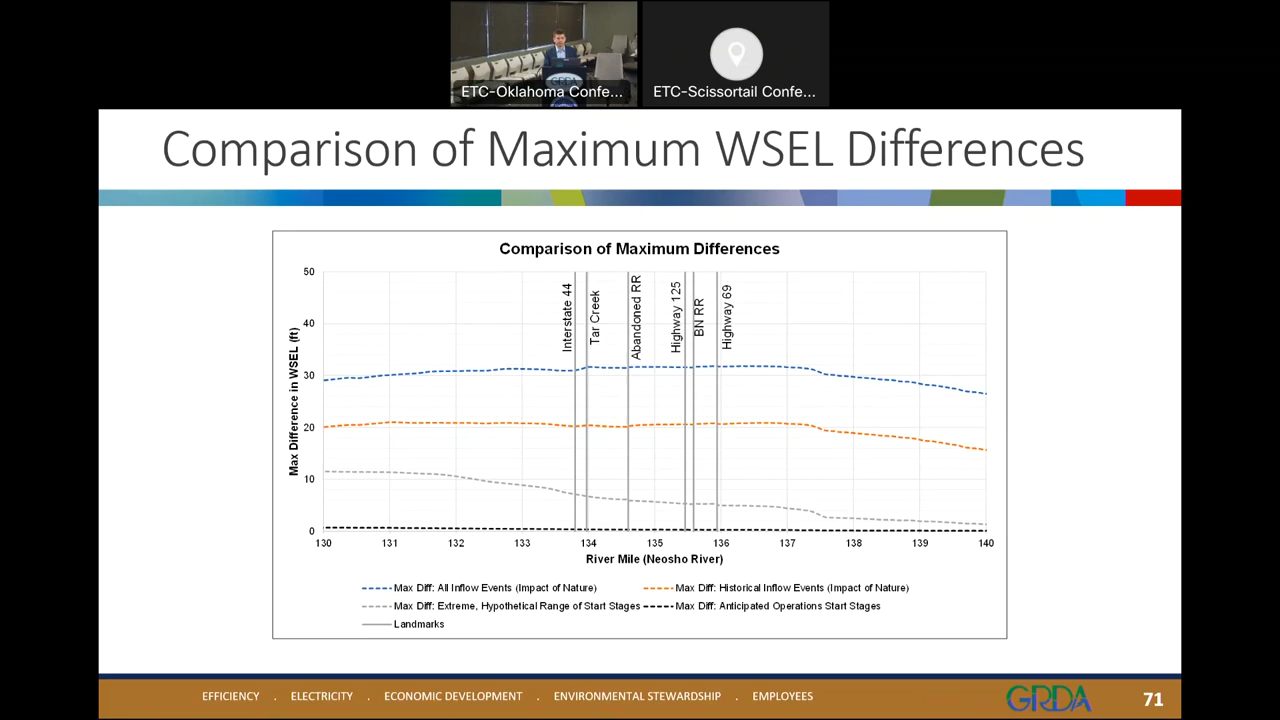 ETC-Oklahoma Confe...
ETC-Scissortail Confe...
GRDA
Comparison of Maximum WSEL Differences
Comparison of Maximum Differences
Max Difference in WSEL (ft)
50
40
30
20
10
0
Interstate 44
Tar Creek
Abandoned RR
Highway 125
BN RR
Highway 69
130 131 132 133 134 135 136 137 138 139 140
River Mile (Neosho River)
Max Diff: All Inflow Events (Impact of Nature) Max Diff: Historical Inflow Events (Impact of Nature)
Max Diff: Extreme, Hypothetical Range of Start Stages Max Diff: Anticipated Operations Start Stages
Landmarks
EFFICIENCY . ELECTRICITY . ECONOMIC DEVELOPMENT . ENVIRONMENTAL STEWARDSHIP . EMPLOYEES GRDA 71